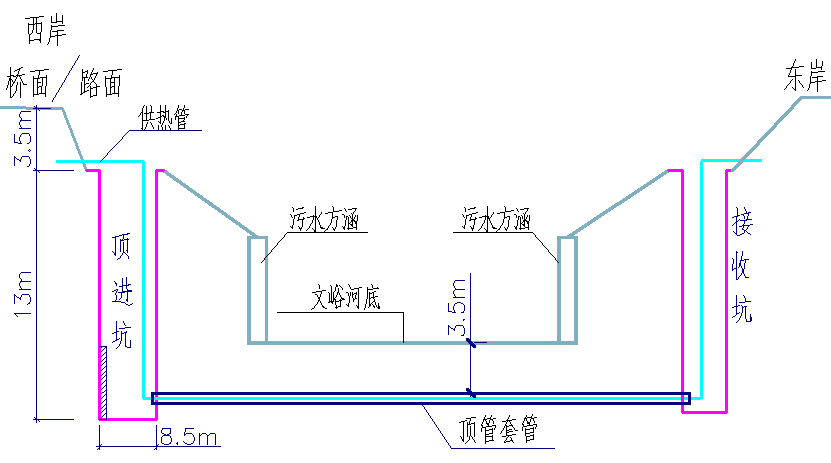 西岸
桥面/路面
东岸
供热管
3.5m
污水方涵
污水方涵
顶进坑
接收坑
13m
文峪河底
3.5m
顶管套管
8.5m